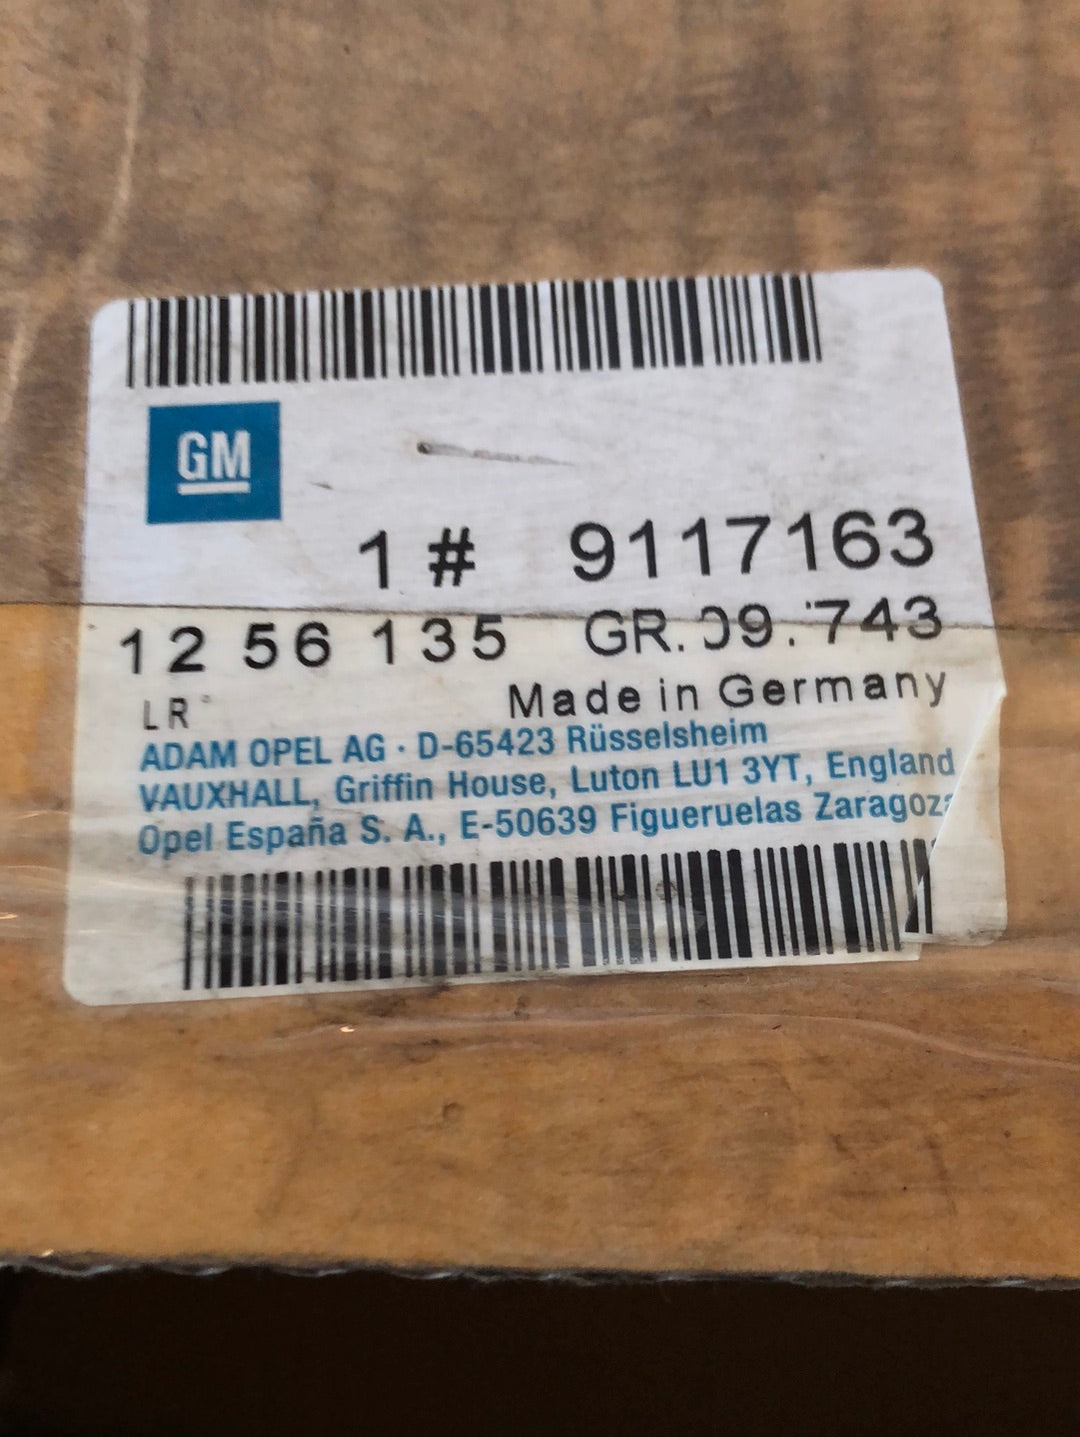 GM
1 # 9117163
12 56 135 GR. 09.743
LR
Made in Germany
ADAM OPEL AG · D-65423 Rüsselsheim
VAUXHALL, Griffin House, Luton LU1 3YT, England
Opel España S. A., E-50639 Figueruelas Zaragoza